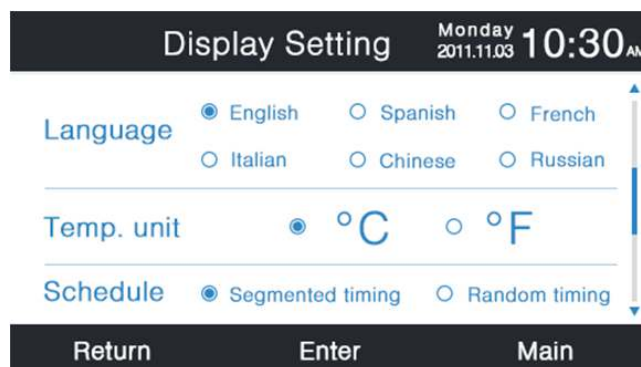 Display Setting Monday 2011.11.03 10:30 AM
Language English Spanish French
Italian Chinese Russian
Temp. unit °C °F
Schedule Segmented timing Random timing
Return Enter Main